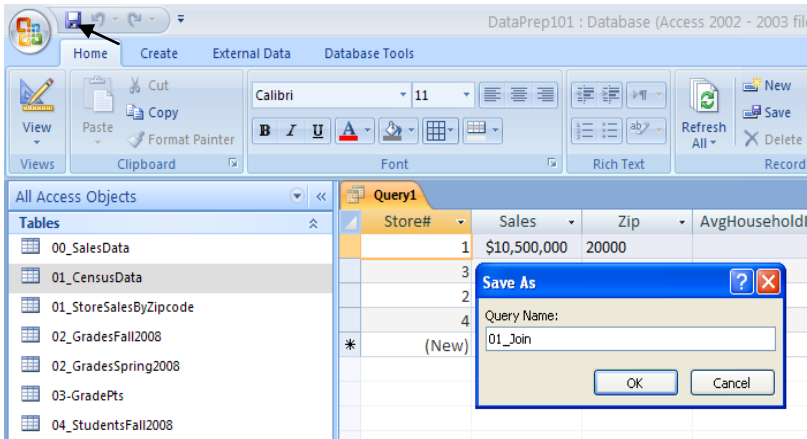 DataPrep101 : Database (Access 2002 - 2003 fil
Home Create External Data Database Tools
View
Paste
Cut
Copy
Format Painter
Calibri 11
B I U A
ab
Refresh All
New
Save
Delete
Views Clipboard Font Rich Text Record
All Access Objects
Tables
00_SalesData
01_CensusData
01_StoreSalesByZipcode
02_GradesFall2008
02_GradesSpring2008
03-GradePts
04_StudentsFall2008
Query1
Store# Sales Zip AvgHousehold
1 $10,500,000 20000
3
2
4
(New)
Save As
Query Name:
01_Join
OK Cancel